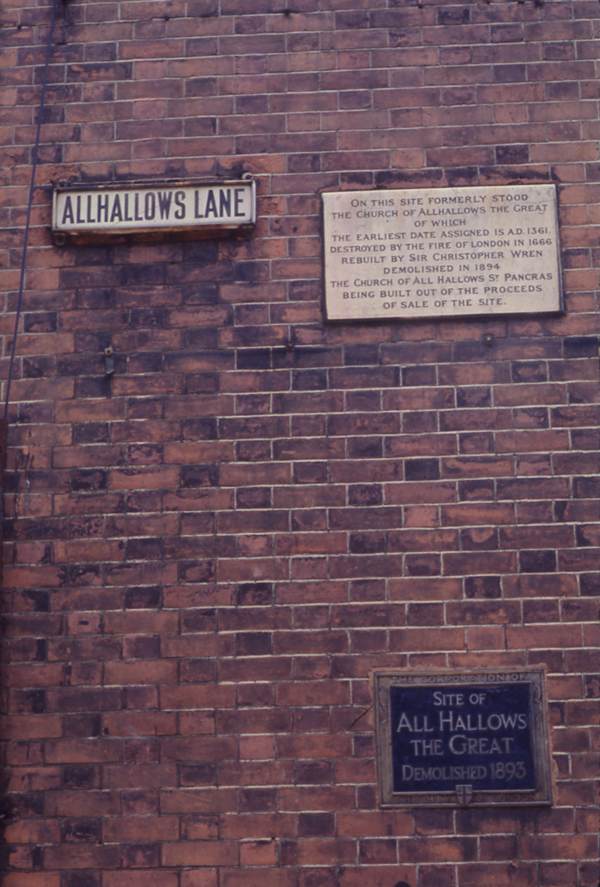 ALLHALLOWS LANE
ON THIS SITE FORMERLY STOOD
THE CHURCH OF ALLHALLOWS THE GREAT
OF WHICH
THE EARLIEST DATE ASSIGNED IS A.D. 1361.
DESTROYED BY THE FIRE OF LONDON IN 1666
REBUILT BY SIR CHRISTOPHER WREN
DEMOLISHED IN 1894
THE CHURCH OF ALL HALLOWS ST PANCRAS
BEING BUILT OUT OF THE PROCEEDS
OF SALE OF THE SITE.
THE CORPORATION OF
SITE OF
ALL HALLOWS
THE GREAT
DEMOLISHED 1893